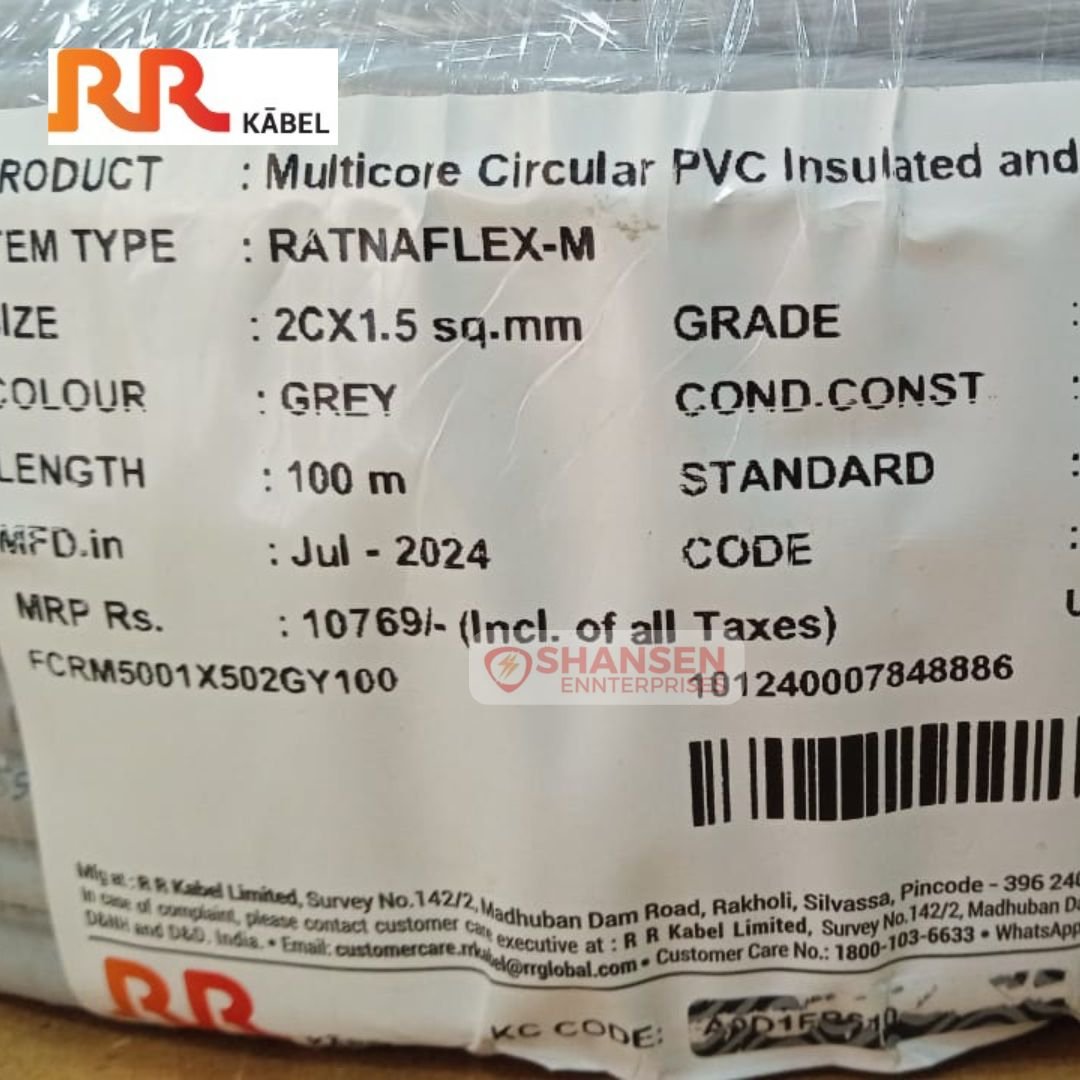 RR KĀBEL
RODUCT : Multicore Circular PVC Insulated and
TEM TYPE : RATNAFLEX-M
IZE : 2CX1.5 sq.mm GRADE :
COLOUR : GREY COND.CONST :
LENGTH : 100 m STANDARD :
MFD.in : Jul - 2024 CODE :
MRP Rs. : 10769/- (Incl. of all Taxes) U
FCRM5001X502GY100 101240007848886
SHANSEN
ENNTERPRISES
Mfg at : R R Kabel Limited, Survey No.142/2, Madhuban Dam Road, Rakholi, Silvassa, Pincode - 396 240
In case of complaint, please contact customer care executive at : R R Kabel Limited, Survey No.142/2, Madhuban Da
D&NH and D&D. India. • Email: customercare.rrkabel@rrglobal.com • Customer Care No.: 1800-103-6633 • WhatsApp
RR
KC CODE: